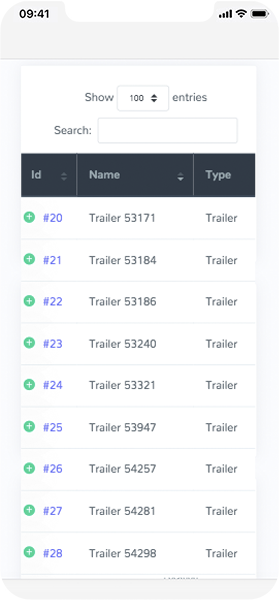 09:41
Show 100 entries
Search:
Id Name Type
#20 Trailer 53171 Trailer
#21 Trailer 53184 Trailer
#22 Trailer 53186 Trailer
#23 Trailer 53240 Trailer
#24 Trailer 53321 Trailer
#25 Trailer 53947 Trailer
#26 Trailer 54257 Trailer
#27 Trailer 54281 Trailer
#28 Trailer 54298 Trailer